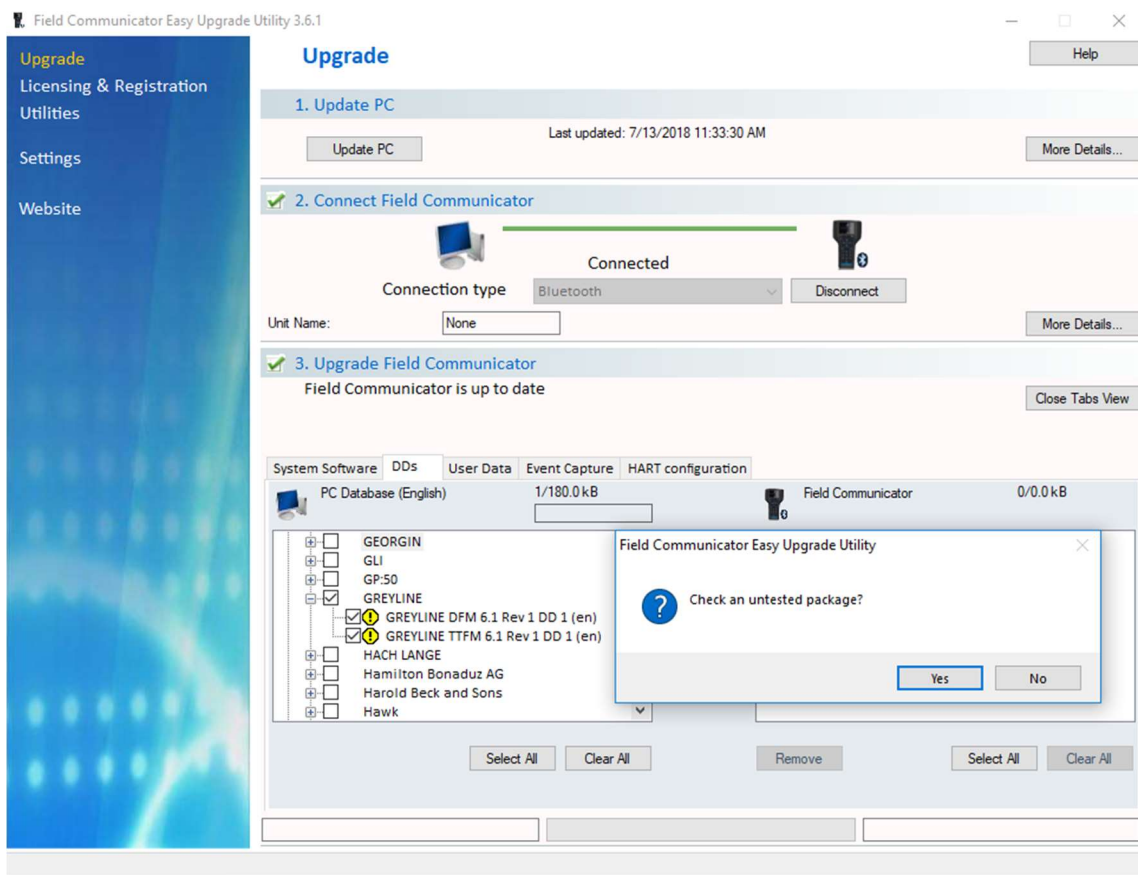 Field Communicator Easy Upgrade Utility 3.6.1
Upgrade
Licensing & Registration
Utilities
Settings
Website
Upgrade
Help
1. Update PC
Update PC
Last updated: 7/13/2018 11:33:30 AM
More Details...
2. Connect Field Communicator
Connected
Connection type
Bluetooth
Disconnect
Unit Name:
None
More Details...
3. Upgrade Field Communicator
Field Communicator is up to date
Close Tabs View
System Software DDs User Data Event Capture HART configuration
PC Database (English) 1/180.0 kB
Field Communicator 0/0.0 kB
GEORGIN
GLI
GP:50
GREYLINE
GREYLINE DFM 6.1 Rev 1 DD 1 (en)
GREYLINE TTFM 6.1 Rev 1 DD 1 (en)
HACH LANGE
Hamilton Bonaduz AG
Harold Beck and Sons
Hawk
Field Communicator Easy Upgrade Utility
Check an untested package?
Yes No
Select All Clear All
Remove
Select All Clear All